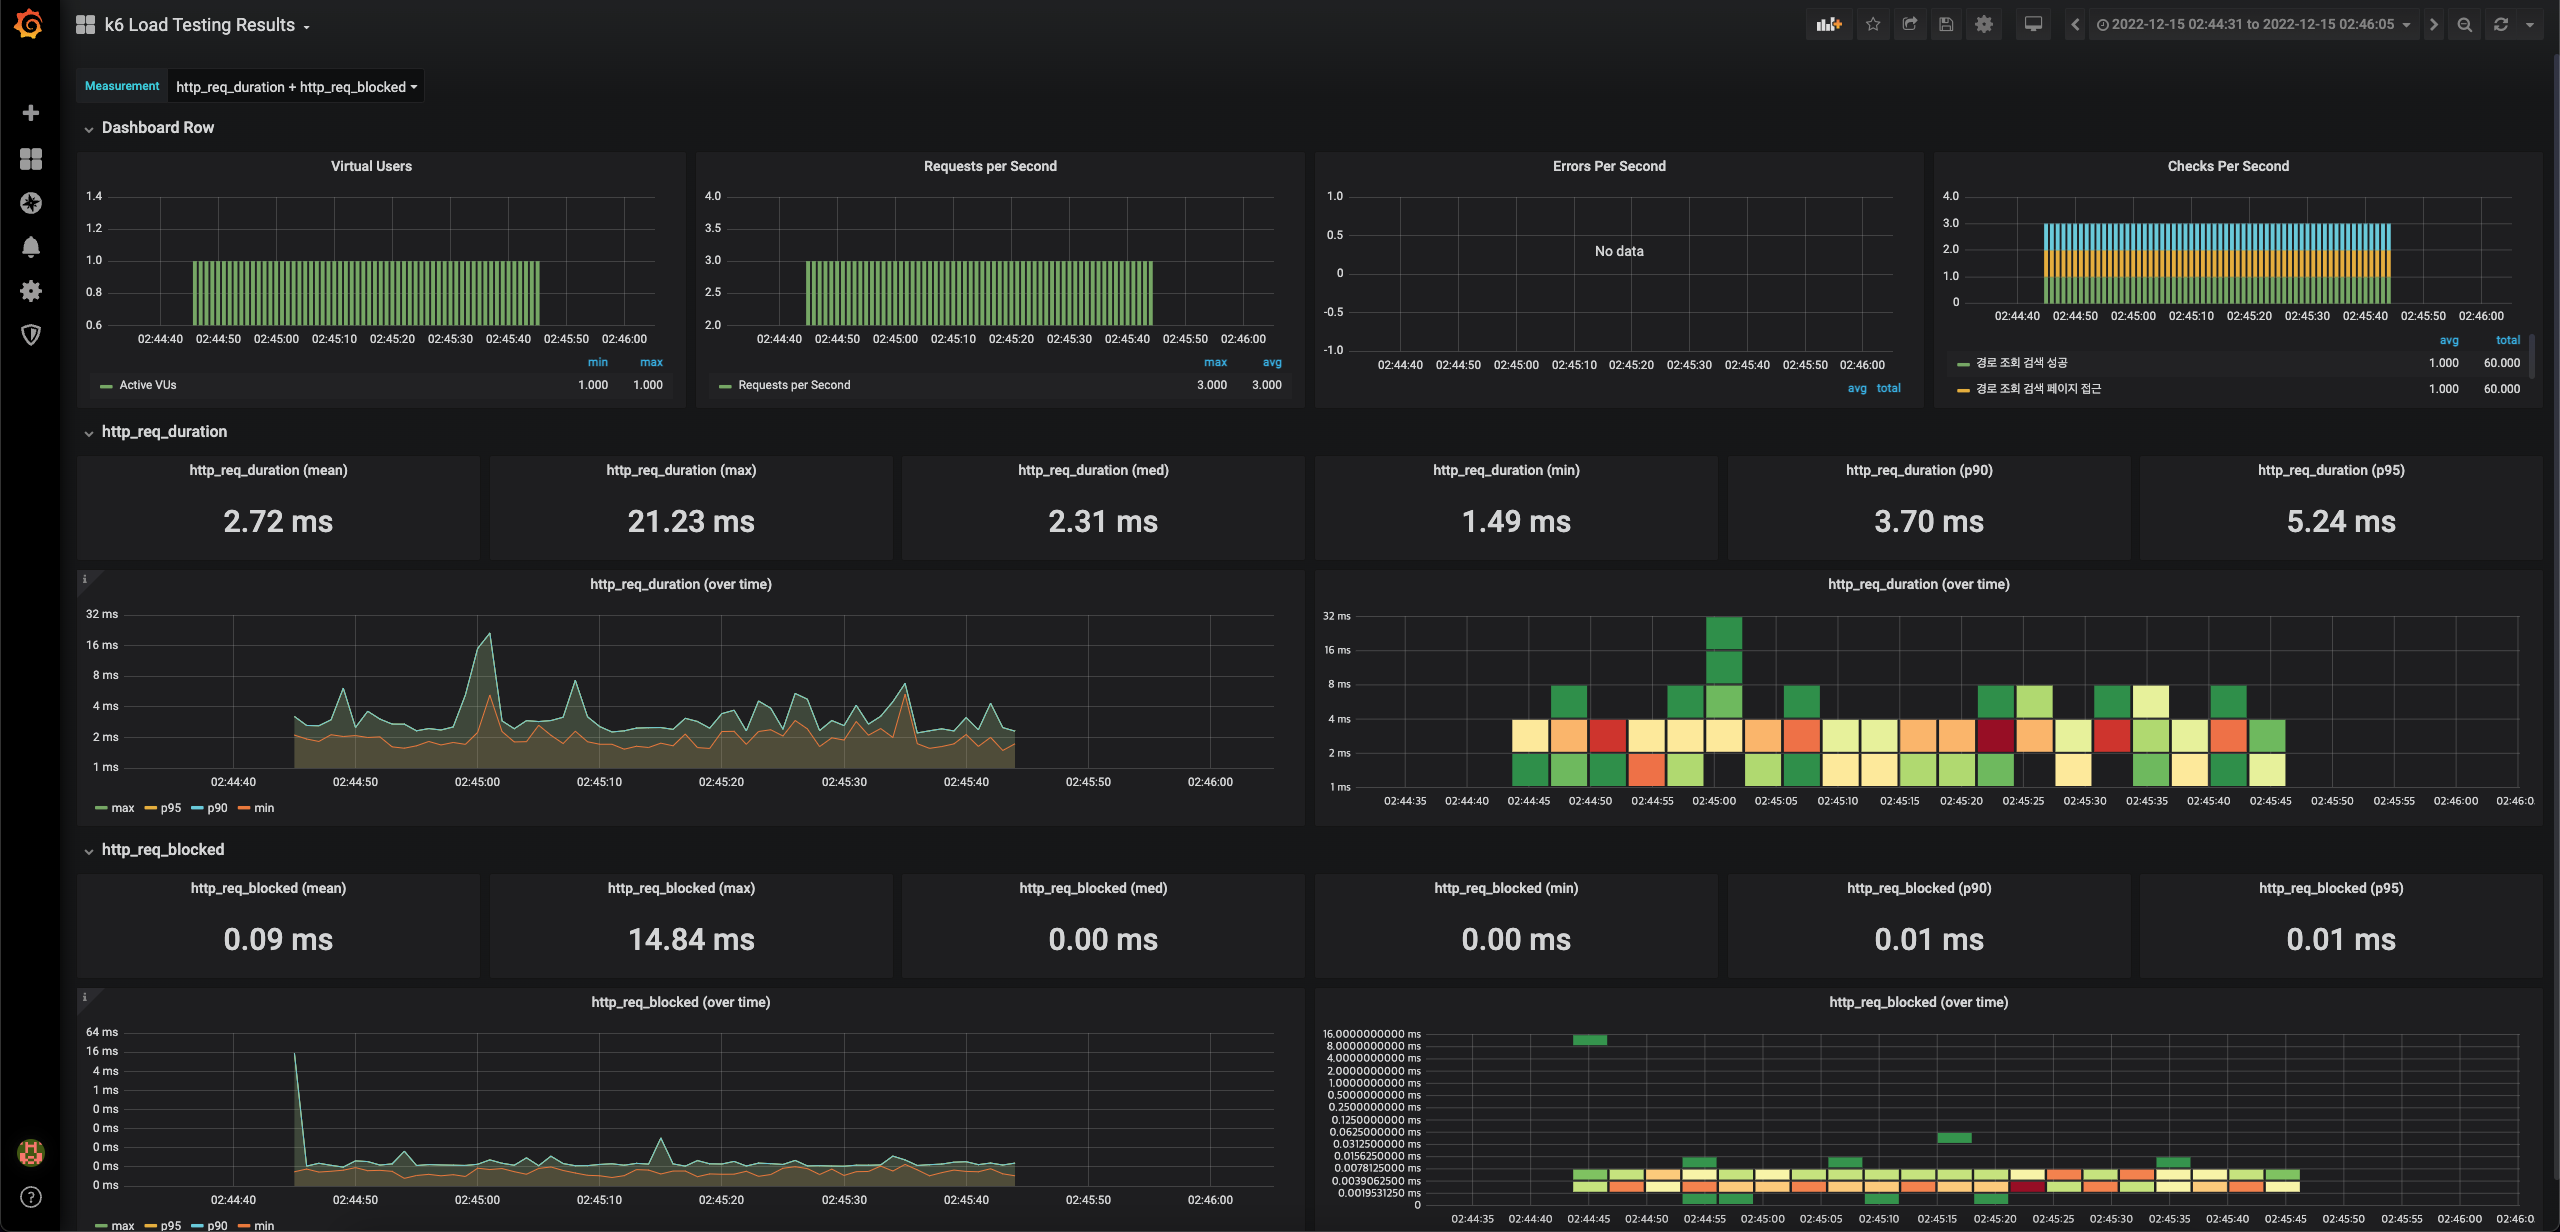 k6 Load Testing Results
2022-12-15 02:44:31 to 2022-12-15 02:46:05
Measurement http_req_duration + http_req_blocked
Dashboard Row
Virtual Users
1.4
1.2
1.0
0.8
0.6
02:44:40 02:44:50 02:45:00 02:45:10 02:45:20 02:45:30 02:45:40 02:45:50 02:46:00
min max
Active VUs 1.000 1.000
Requests per Second
4.0
3.5
3.0
2.5
2.0
02:44:40 02:44:50 02:45:00 02:45:10 02:45:20 02:45:30 02:45:40 02:45:50 02:46:00
max avg
Requests per Second 3.000 3.000
Errors Per Second
1.0
0.5
0
-0.5
-1.0
No data
02:44:40 02:44:50 02:45:00 02:45:10 02:45:20 02:45:30 02:45:40 02:45:50 02:46:00
avg total
Checks Per Second
4.0
3.0
2.0
1.0
0
02:44:40 02:44:50 02:45:00 02:45:10 02:45:20 02:45:30 02:45:40 02:45:50 02:46:00
avg total
경로 조회 검색 성공 1.000 60.000
경로 조회 검색 페이지 접근 1.000 60.000
http_req_duration
http_req_duration (mean)
2.72 ms
http_req_duration (max)
21.23 ms
http_req_duration (med)
2.31 ms
http_req_duration (min)
1.49 ms
http_req_duration (p90)
3.70 ms
http_req_duration (p95)
5.24 ms
http_req_duration (over time)
32 ms
16 ms
8 ms
4 ms
2 ms
1 ms
02:44:40 02:44:50 02:45:00 02:45:10 02:45:20 02:45:30 02:45:40 02:45:50 02:46:00
max p95 p90 min
http_req_duration (over time)
32 ms
16 ms
8 ms
4 ms
2 ms
1 ms
02:44:35 02:44:40 02:44:45 02:44:50 02:44:55 02:45:00 02:45:05 02:45:10 02:45:15 02:45:20 02:45:25 02:45:30 02:45:35 02:45:40 02:45:45 02:45:50 02:45:55 02:46:00 02:46:0
http_req_blocked
http_req_blocked (mean)
0.09 ms
http_req_blocked (max)
14.84 ms
http_req_blocked (med)
0.00 ms
http_req_blocked (min)
0.00 ms
http_req_blocked (p90)
0.01 ms
http_req_blocked (p95)
0.01 ms
http_req_blocked (over time)
64 ms
16 ms
4 ms
1 ms
0 ms
0 ms
0 ms
0 ms
0 ms
02:44:40 02:44:50 02:45:00 02:45:10 02:45:20 02:45:30 02:45:40 02:45:50 02:46:00
max p95 p90 min
http_req_blocked (over time)
16.0000000000 ms
8.0000000000 ms
4.0000000000 ms
2.0000000000 ms
1.0000000000 ms
0.5000000000 ms
0.2500000000 ms
0.1250000000 ms
0.0625000000 ms
0.0312500000 ms
0.0156250000 ms
0.0078125000 ms
0.0039062500 ms
0.0019531250 ms
0
02:44:35 02:44:40 02:44:45 02:44:50 02:44:55 02:45:00 02:45:05 02:45:10 02:45:15 02:45:20 02:45:25 02:45:30 02:45:35 02:45:40 02:45:45 02:45:50 02:45:55 02:46:00 02:46:0